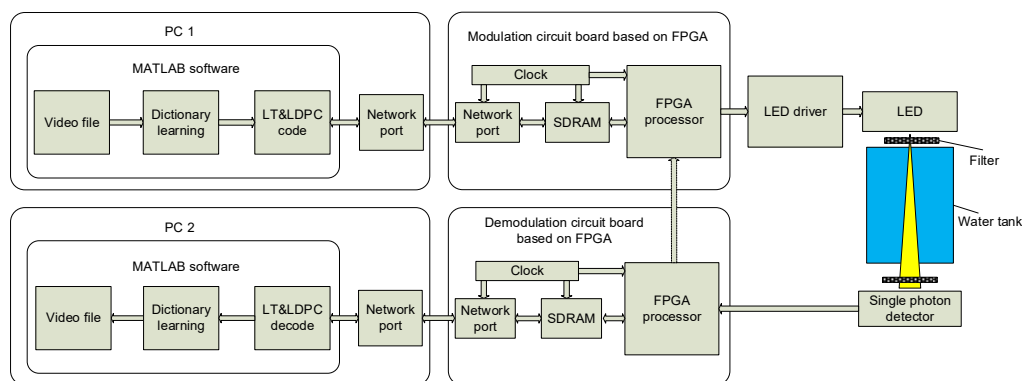 PC 1
MATLAB software
Video file
Dictionary
learning
LT&LDPC
code
Network
port
Modulation circuit board based on FPGA
Clock
Network
port
SDRAM
FPGA
processor
LED driver
LED
Filter
Water tank
PC 2
MATLAB software
Video file
Dictionary
learning
LT&LDPC
decode
Network
port
Demodulation circuit board
based on FPGA
Clock
Network
port
SDRAM
FPGA
processor
Single photon
detector